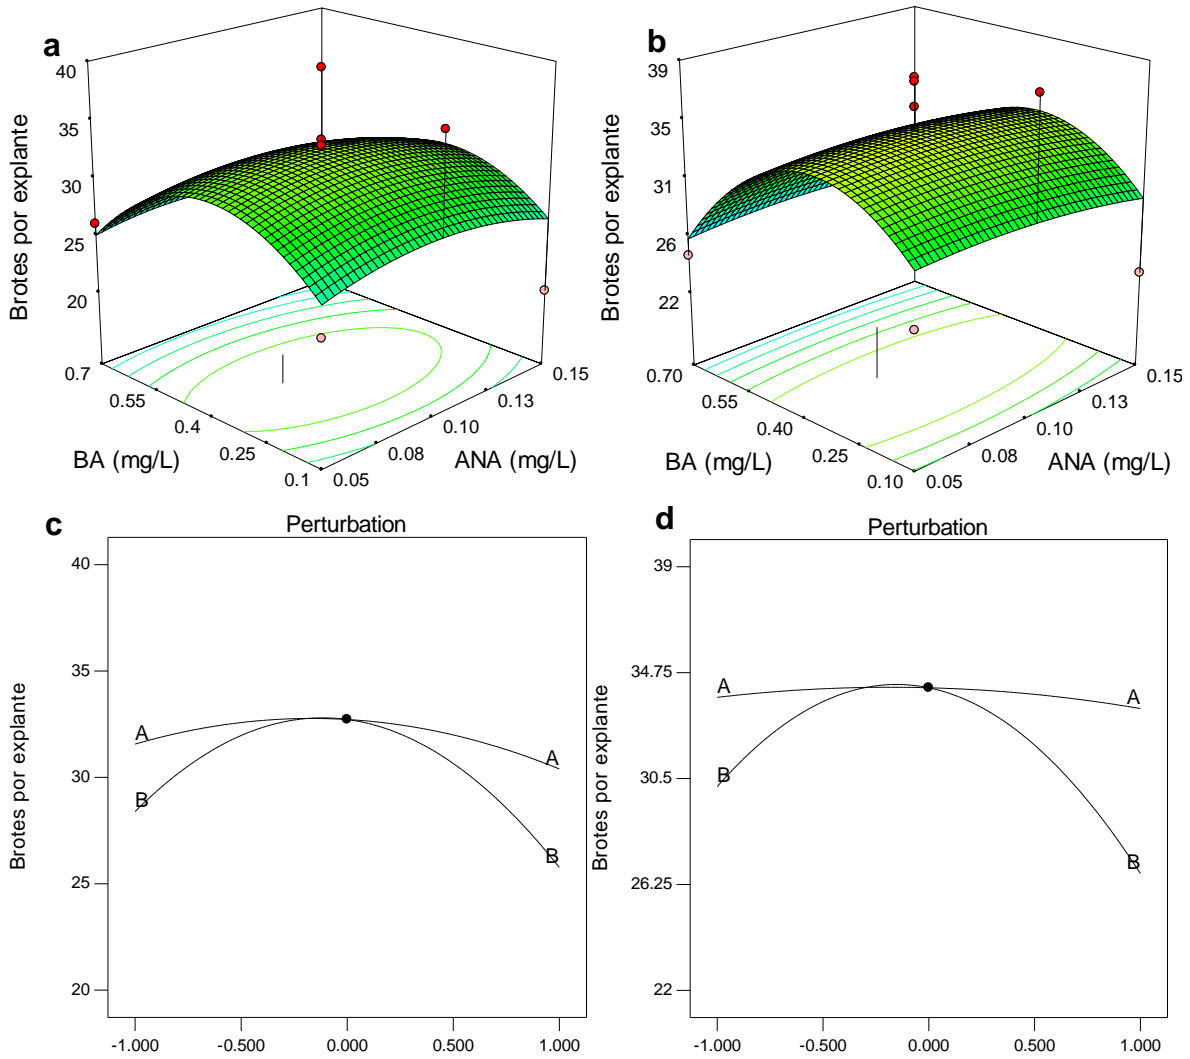 a
Brotes por explante
40
35
30
25
20
0.7
0.55
0.4
0.25
0.1
BA (mg/L)
0.05
0.08
0.10
0.13
0.15
ANA (mg/L)
b
Brotes por explante
39
35
31
26
22
0.70
0.55
0.40
0.25
0.10
BA (mg/L)
0.05
0.08
0.10
0.13
0.15
ANA (mg/L)
c
Perturbation
Brotes por explante
40
35
30
25
20
A
A
B
B
-1.000
-0.500
0.000
0.500
1.000
d
Perturbation
Brotes por explante
39
34.75
30.5
26.25
22
A
A
B
B
-1.000
-0.500
0.000
0.500
1.000